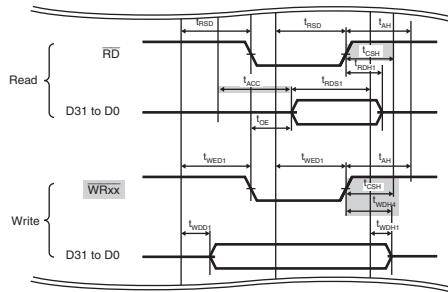 tRSD tRSD tAH
RD tCSH
tRDH1
Read tACC tRDS1
D31 to D0
tOE
tWED1 tWED1 tAH
WRxx tCSH
tWDH4
Write tWDD1 tWDH1
D31 to D0